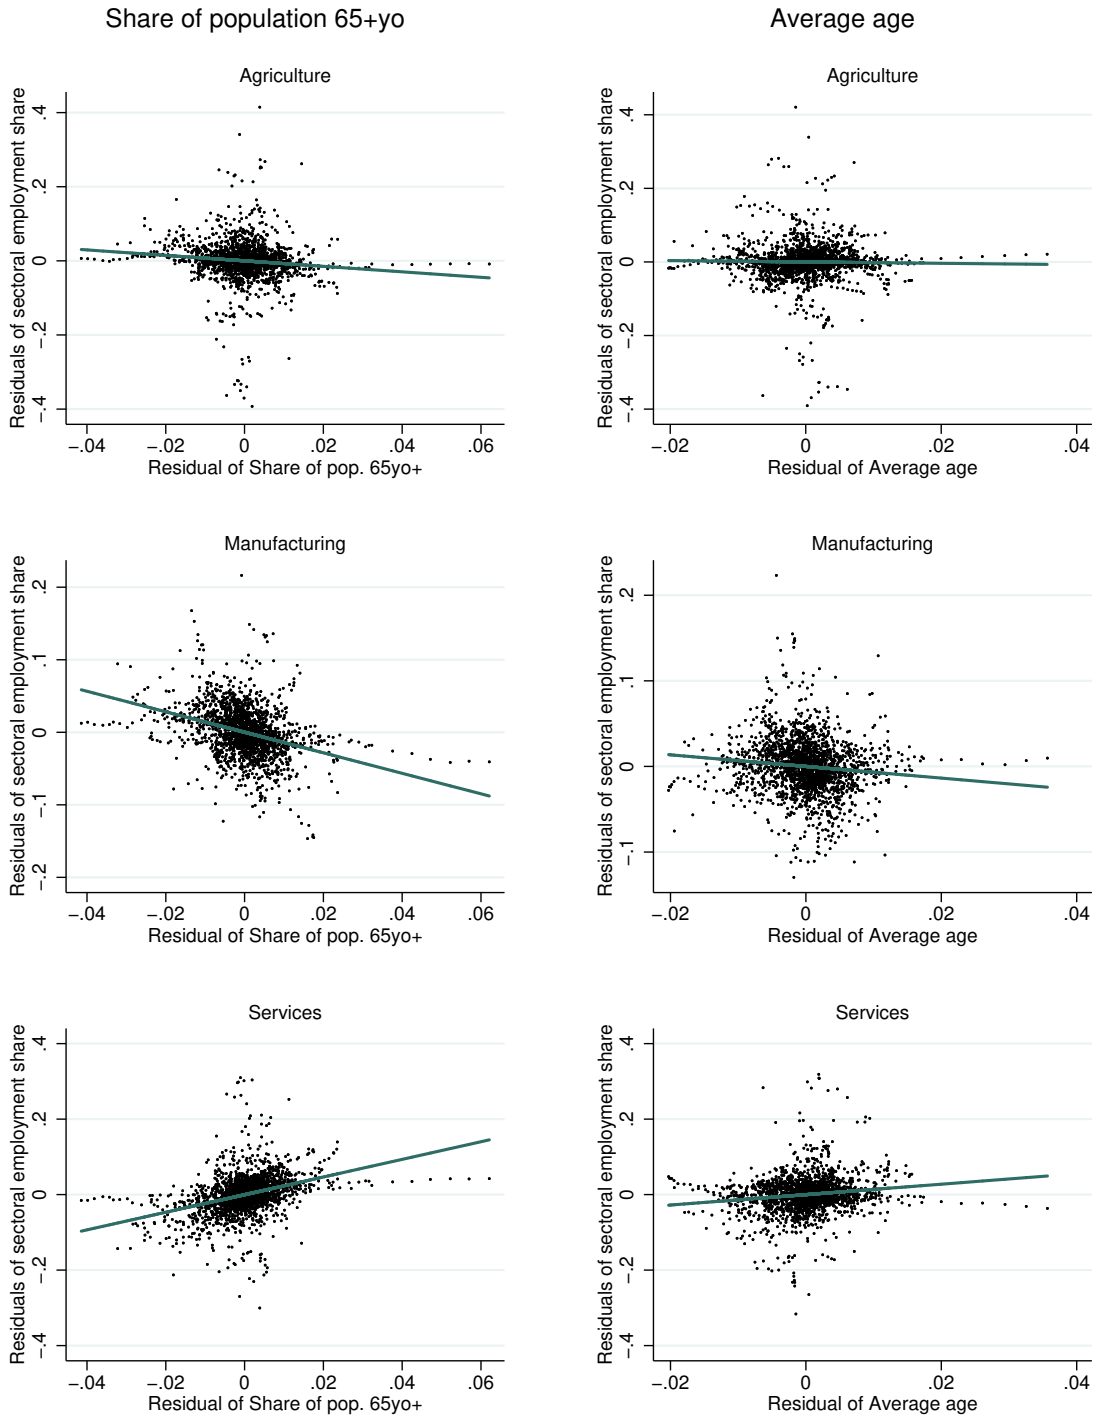 Share of population 65+yo
Average age
Agriculture
Residuals of sectoral employment share
.4
.2
0
−.2
−.4
−.04 −.02 0 .02 .04 .06
Residual of Share of pop. 65yo+
Agriculture
Residuals of sectoral employment share
.4
.2
0
−.2
−.4
−.02 0 .02 .04
Residual of Average age
Manufacturing
Residuals of sectoral employment share
.2
.1
0
−.1
−.2
−.04 −.02 0 .02 .04 .06
Residual of Share of pop. 65yo+
Manufacturing
Residuals of sectoral employment share
.2
.1
0
−.1
−.02 0 .02 .04
Residual of Average age
Services
Residuals of sectoral employment share
.4
.2
0
−.2
−.4
−.04 −.02 0 .02 .04 .06
Residual of Share of pop. 65yo+
Services
Residuals of sectoral employment share
.4
.2
0
−.2
−.4
−.02 0 .02 .04
Residual of Average age